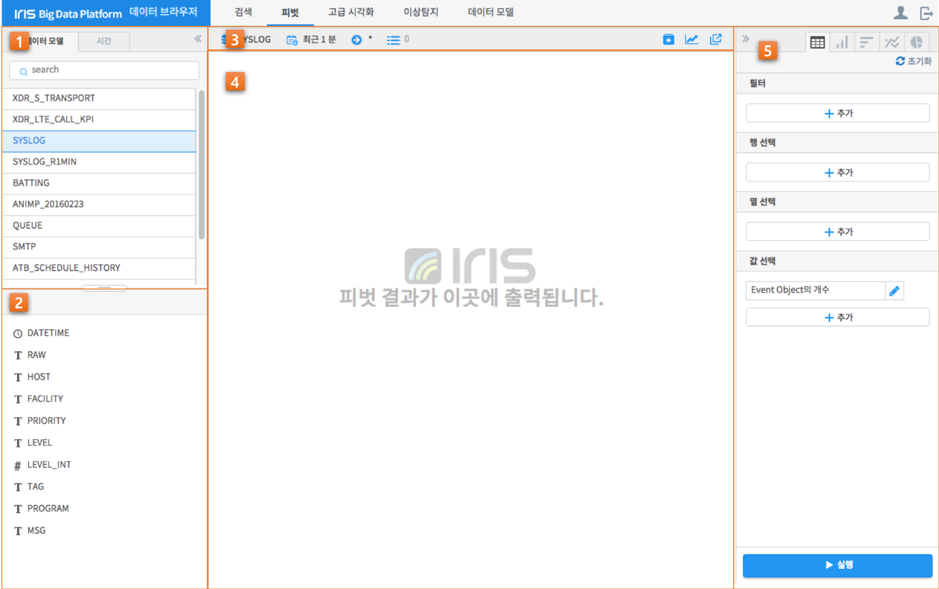 IRIS Big Data Platform 데이터 브라우저
검색 피벗 고급 시각화 이상탐지 데이터 모델
1 데이터 모델 시간
search
XDR_S_TRANSPORT
XDR_LTE_CALL_KPI
SYSLOG
SYSLOG_R1MIN
BATTING
ANIMP_20160223
QUEUE
SMTP
ATB_SCHEDULE_HISTORY
2
DATETIME
T RAW
T HOST
T FACILITY
T PRIORITY
T LEVEL
# LEVEL_INT
T TAG
T PROGRAM
T MSG
3 SYSLOG 최근 1 분 * 0
4
IRIS
피벗 결과가 이곳에 출력됩니다.
5
초기화
필터
+ 추가
행 선택
+ 추가
열 선택
+ 추가
값 선택
Event Object의 개수
+ 추가
실행